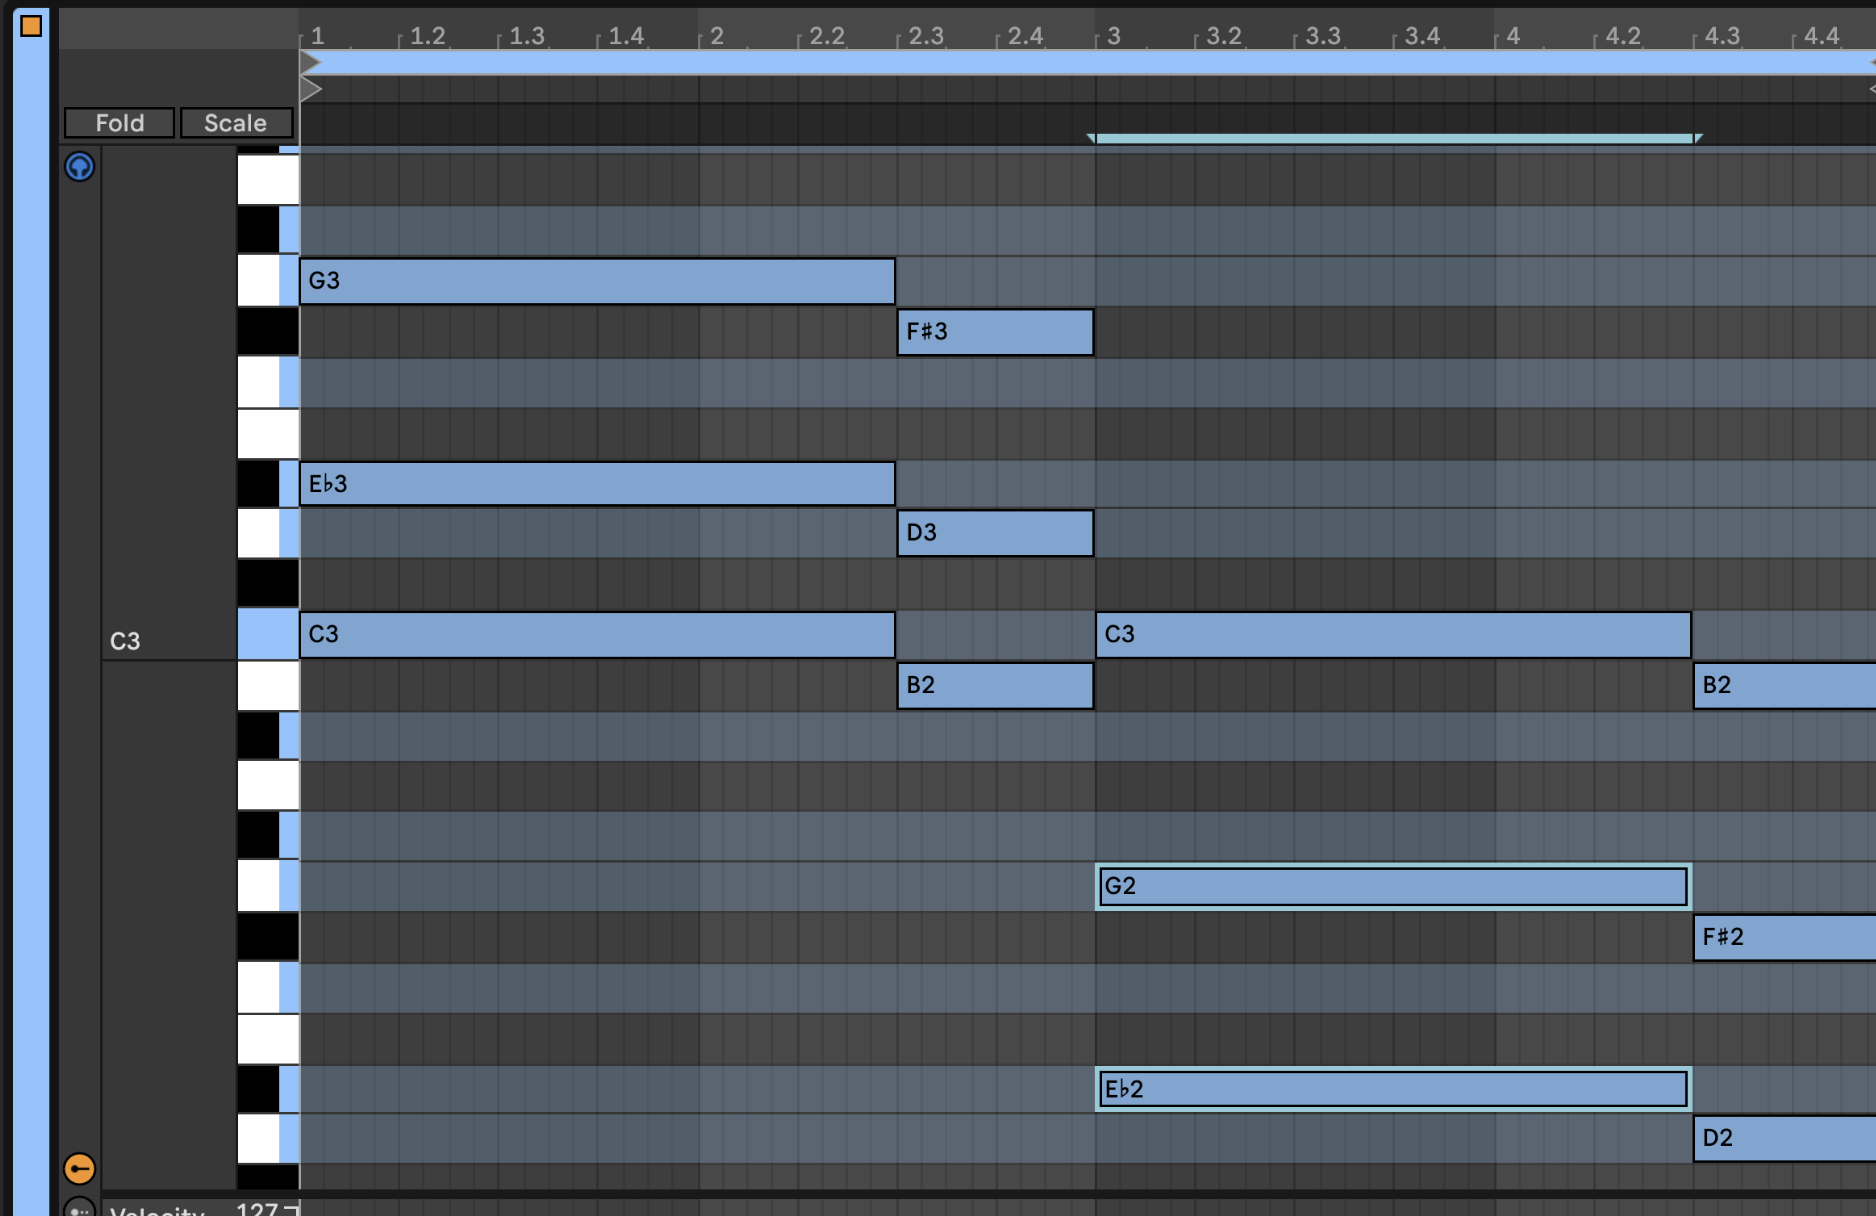 1 1.2 1.3 1.4 2 2.2 2.3 2.4 3 3.2 3.3 3.4 4 4.2 4.3 4.4
Fold Scale
G3
F♯3
E♭3
D3
C3 C3 C3
B2 B2
G2
F♯2
E♭2
D2
Velocity 127